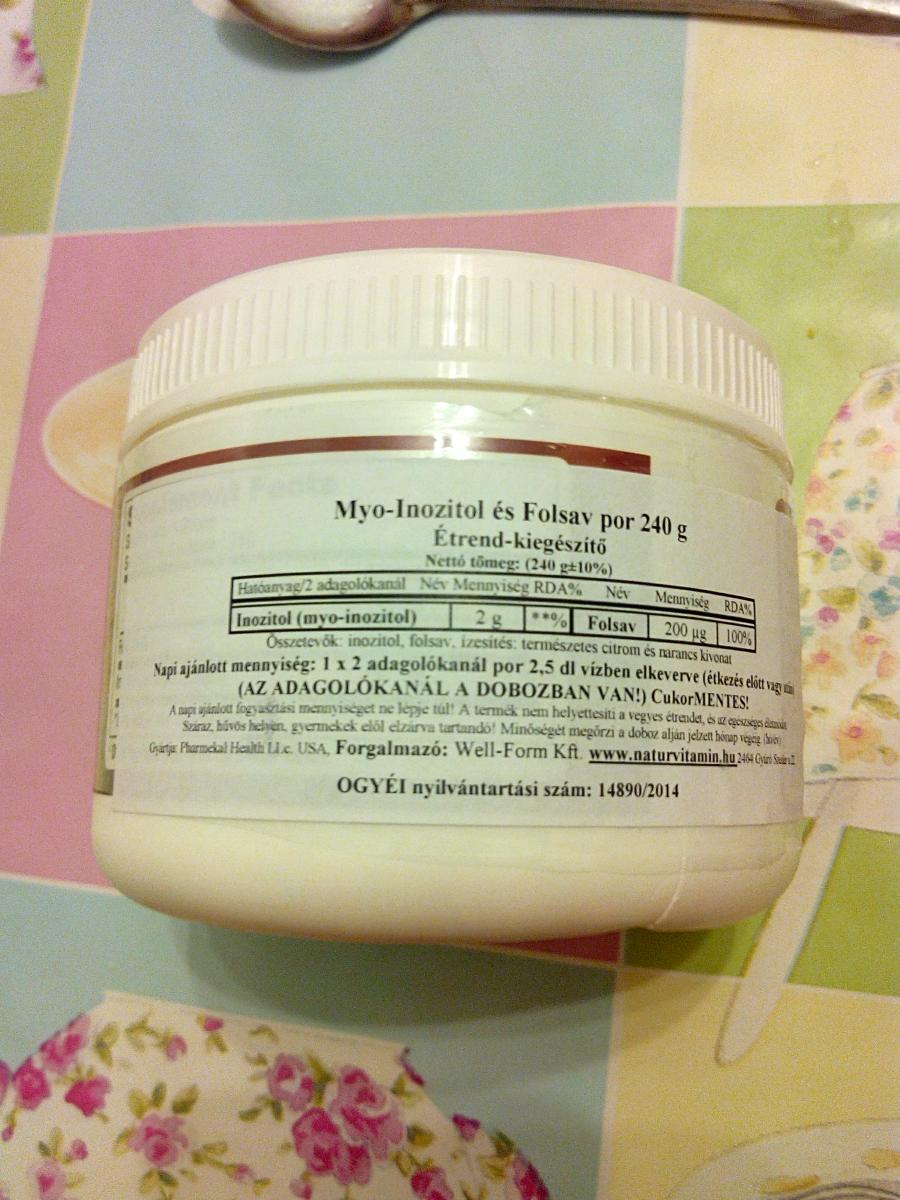 Myo-Inozitol és Folsav por 240 g
Étrend-kiegészítő
Nettó tömeg: (240 g±10%)
Hatóanyag/2 adagolókanál Név Mennyiség RDA% Név Mennyiség RDA%
Inozitol (myo-inozitol) 2 g **% Folsav 200 µg 100%
Összetevők: inozitol, folsav, ízesítés: természetes citrom és narancs kivonat
Napi ajánlott mennyiség: 1 x 2 adagolókanál por 2,5 dl vízben elkeverve (étkezés előtt vagy
(AZ ADAGOLÓKANÁL A DOBOZBAN VAN!) CukorMENTES!
A napi ajánlott fogyasztási mennyiséget ne lépje túl! A termék nem helyettesíti a vegyes étrendet, és az egészséges
Száraz, hűvös helyen, gyermekek elől elzárva tartandó! Minőségét megőrzi a doboz alján jelzett hónap végéig
Gyártja: Pharmekal Health LLc. USA, Forgalmazó: Well-Form Kft. www.naturvitamin.hu 2464
OGYÉI nyilvántartási szám: 14890/2014